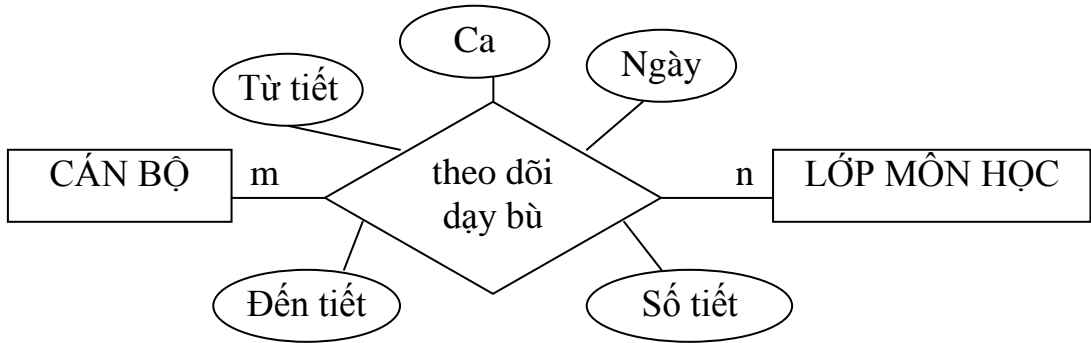 Ca
Từ tiết
Ngày
CÁN BỘ
m
theo dõi
dạy bù
n
LỚP MÔN HỌC
Đến tiết
Số tiết